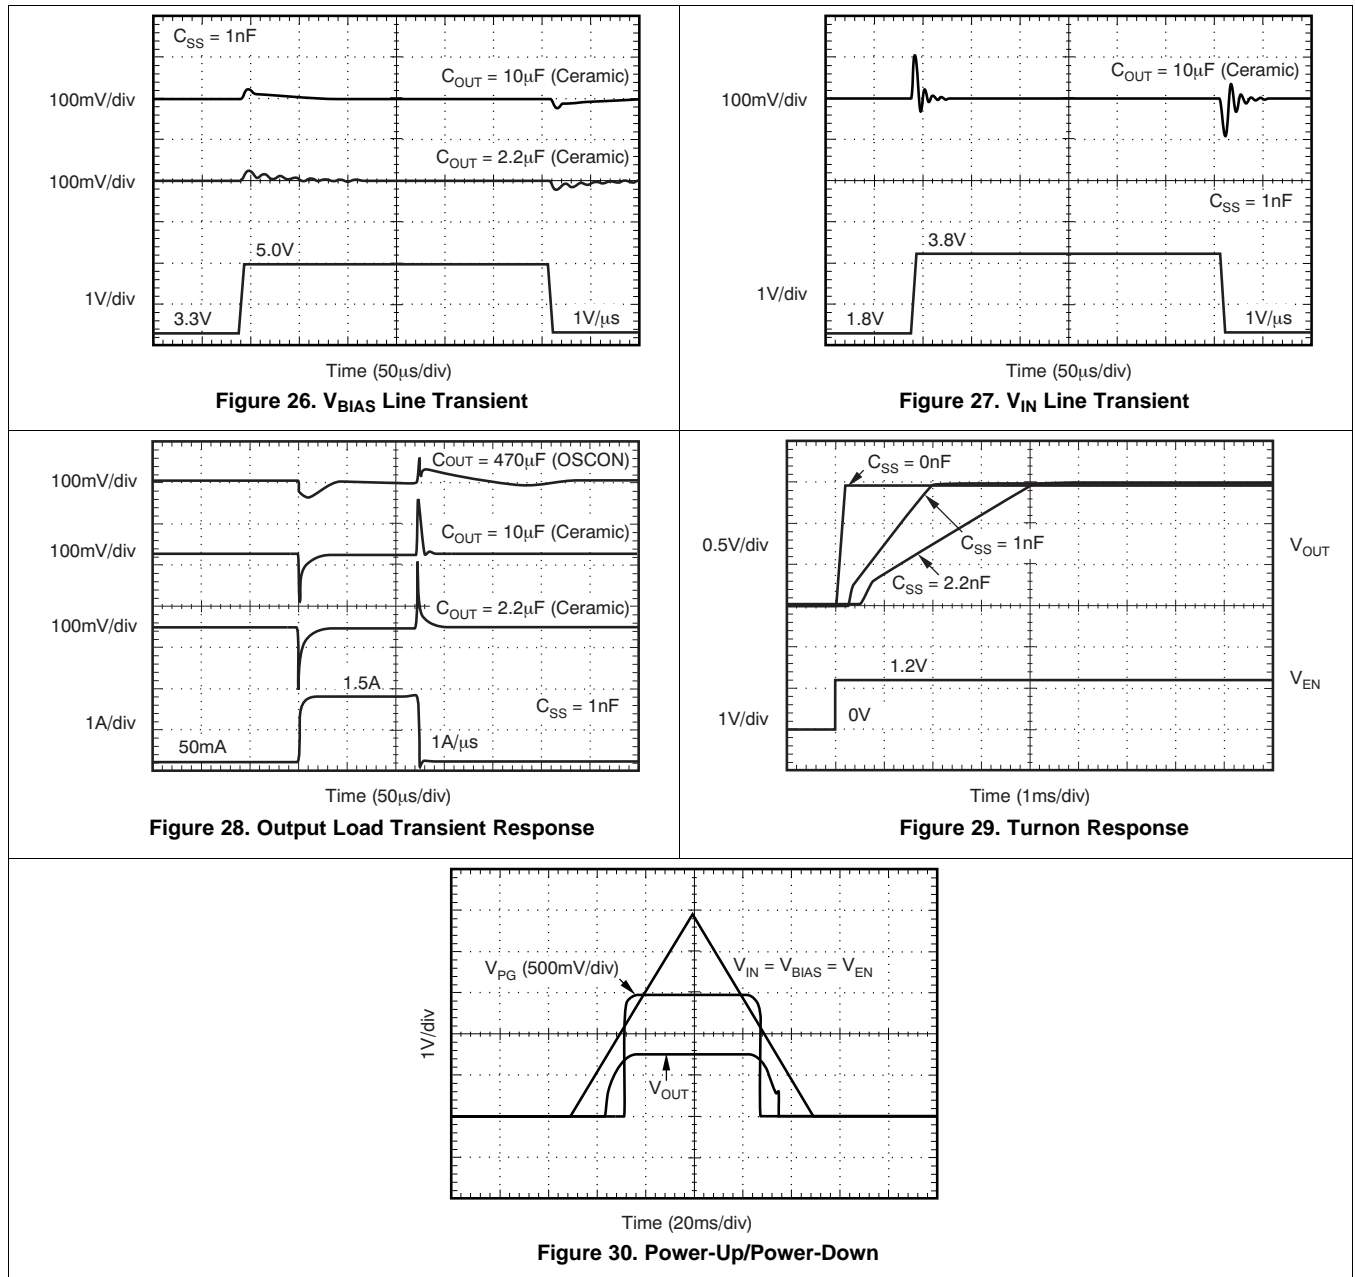 C_SS = 1nF
C_OUT = 10μF (Ceramic)
100mV/div
C_OUT = 2.2μF (Ceramic)
100mV/div
5.0V
1V/div
3.3V
1V/μs
Time (50μs/div)
Figure 26. V_BIAS Line Transient
C_OUT = 10μF (Ceramic)
100mV/div
C_SS = 1nF
3.8V
1V/div
1.8V
1V/μs
Time (50μs/div)
Figure 27. V_IN Line Transient
C_OUT = 470μF (OSCON)
100mV/div
C_OUT = 10μF (Ceramic)
100mV/div
C_OUT = 2.2μF (Ceramic)
100mV/div
1.5A
C_SS = 1nF
1A/div
50mA
1A/μs
Time (50μs/div)
Figure 28. Output Load Transient Response
C_SS = 0nF
0.5V/div
C_SS = 1nF
V_OUT
C_SS = 2.2nF
1.2V
V_EN
1V/div
0V
Time (1ms/div)
Figure 29. Turnon Response
V_PG (500mV/div)
V_IN = V_BIAS = V_EN
1V/div
V_OUT
Time (20ms/div)
Figure 30. Power-Up/Power-Down